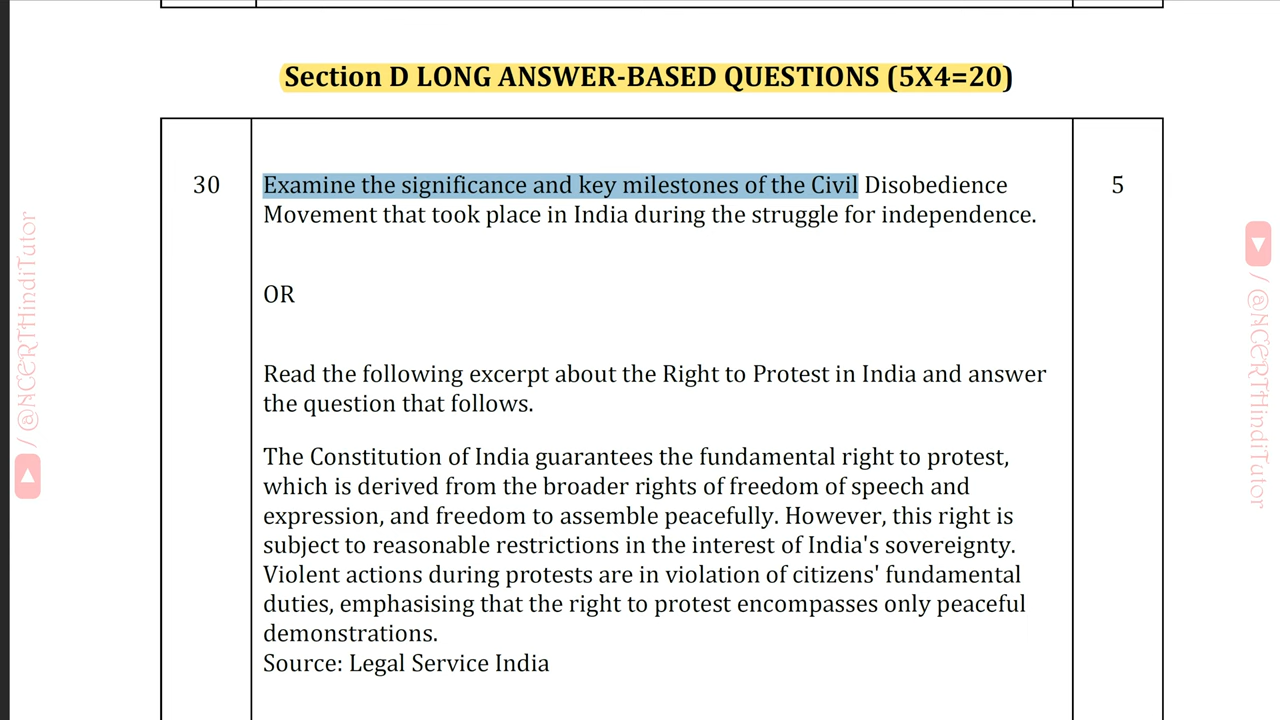 Section D LONG ANSWER-BASED QUESTIONS (5X4=20)
30
Examine the significance and key milestones of the Civil Disobedience
Movement that took place in India during the struggle for independence.
5
OR
Read the following excerpt about the Right to Protest in India and answer
the question that follows.
The Constitution of India guarantees the fundamental right to protest,
which is derived from the broader rights of freedom of speech and
expression, and freedom to assemble peacefully. However, this right is
subject to reasonable restrictions in the interest of India's sovereignty.
Violent actions during protests are in violation of citizens' fundamental
duties, emphasising that the right to protest encompasses only peaceful
demonstrations.
Source: Legal Service India
/ @NCERTHindiTutor
/ @NCERTHindiTutor